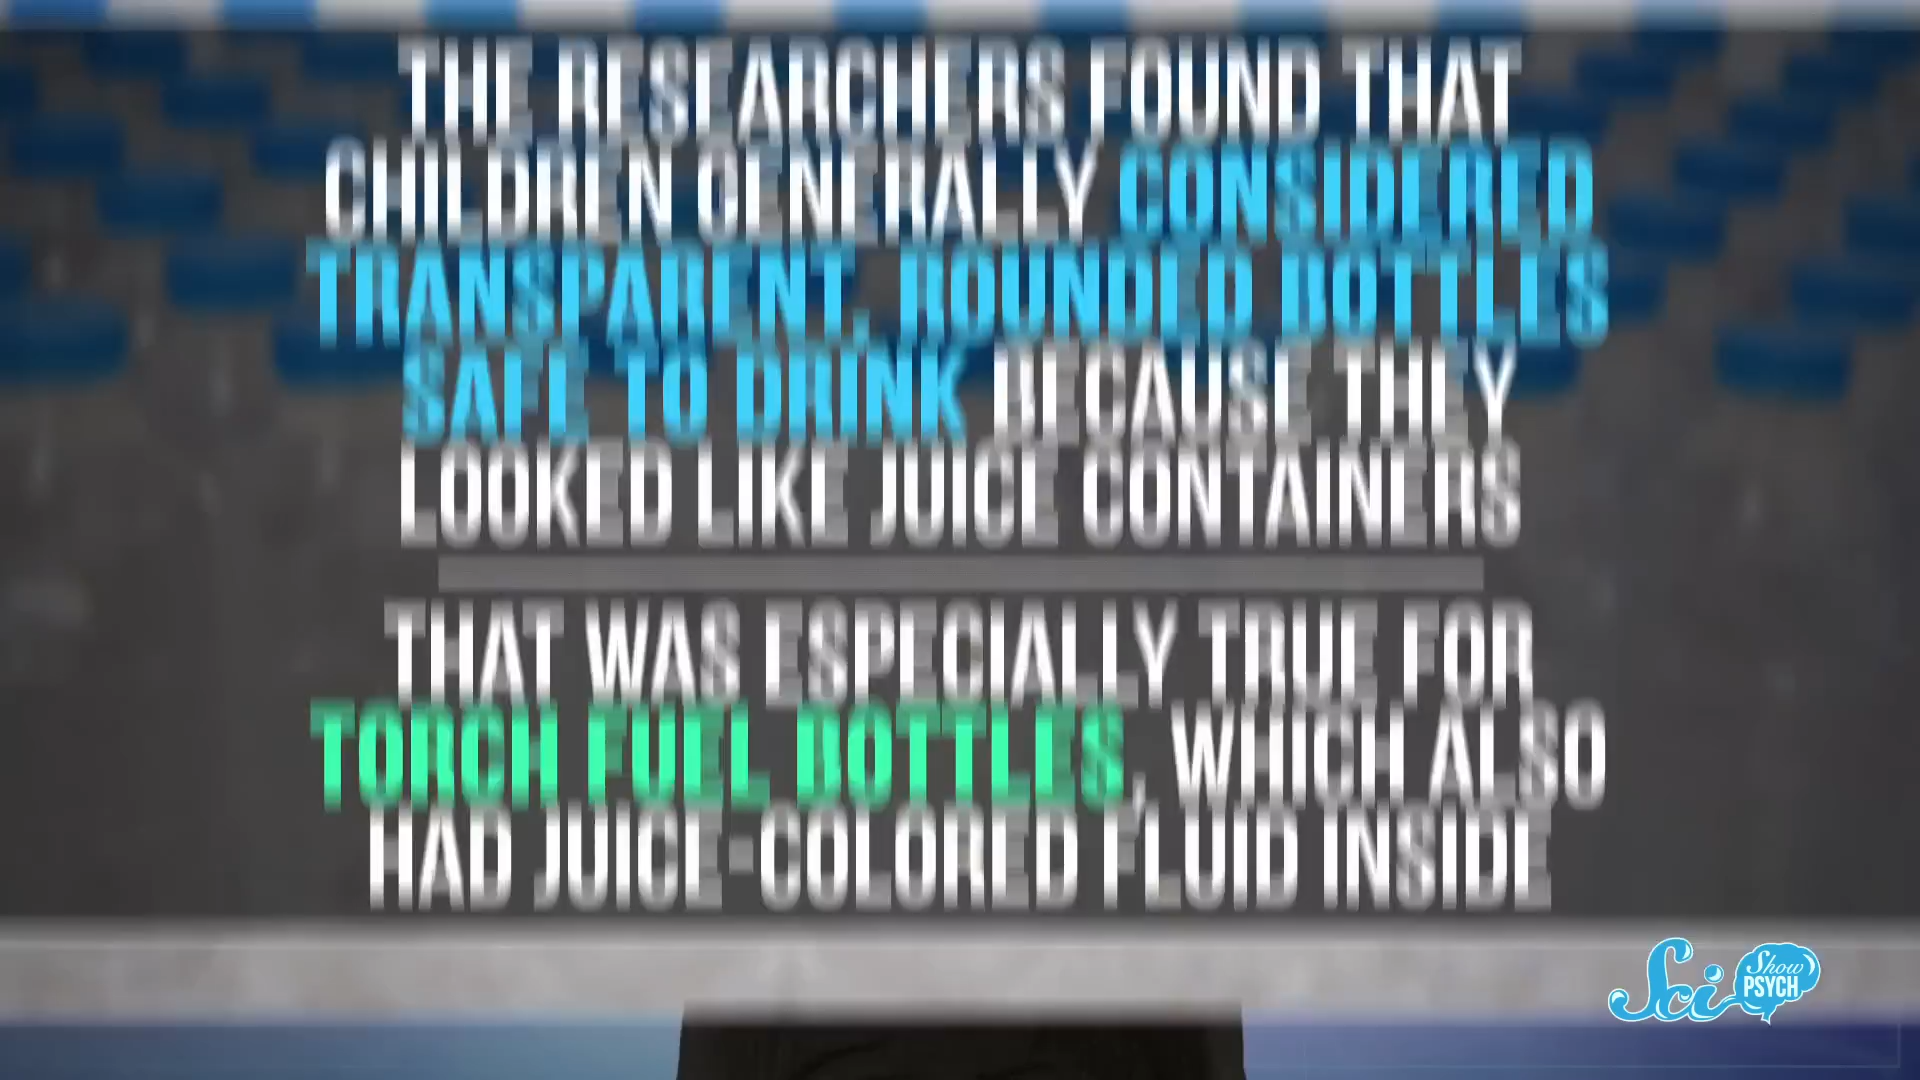 THE RESEARCHERS FOUND THAT
CHILDREN GENERALLY CONSIDERED
TRANSPARENT, ROUNDED BOTTLES
SAFE TO DRINK BECAUSE THEY
LOOKED LIKE JUICE CONTAINERS
THAT WAS ESPECIALLY TRUE FOR
TORCH FUEL BOTTLES, WHICH ALSO
HAD JUICE-COLORED FLUID INSIDE
Sci Show
PSYCH